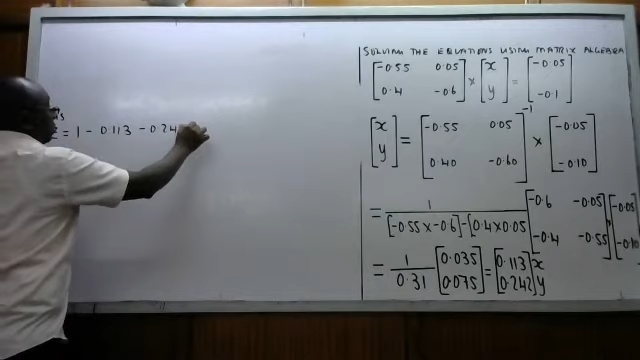 s
= 1 - 0.113 - 0.24
SOLVING THE EQUATIONS USING MATRIX ALGEBRA
[-0.55 0.05] × [x] = [-0.05]
[0.4 -0.6] [y] [-0.1]
[x] = [-0.55 0.05]⁻¹ × [-0.05]
[y] [0.40 -0.60] [-0.10]
= 1 / [-0.55 x -0.6] - [0.4 x 0.05] [-0.6 -0.05] [-0.05]
[-0.4 -0.55] [-0.10]
= 1 / 0.31 [0.035] = [0.113] x
[0.075] [0.242] y